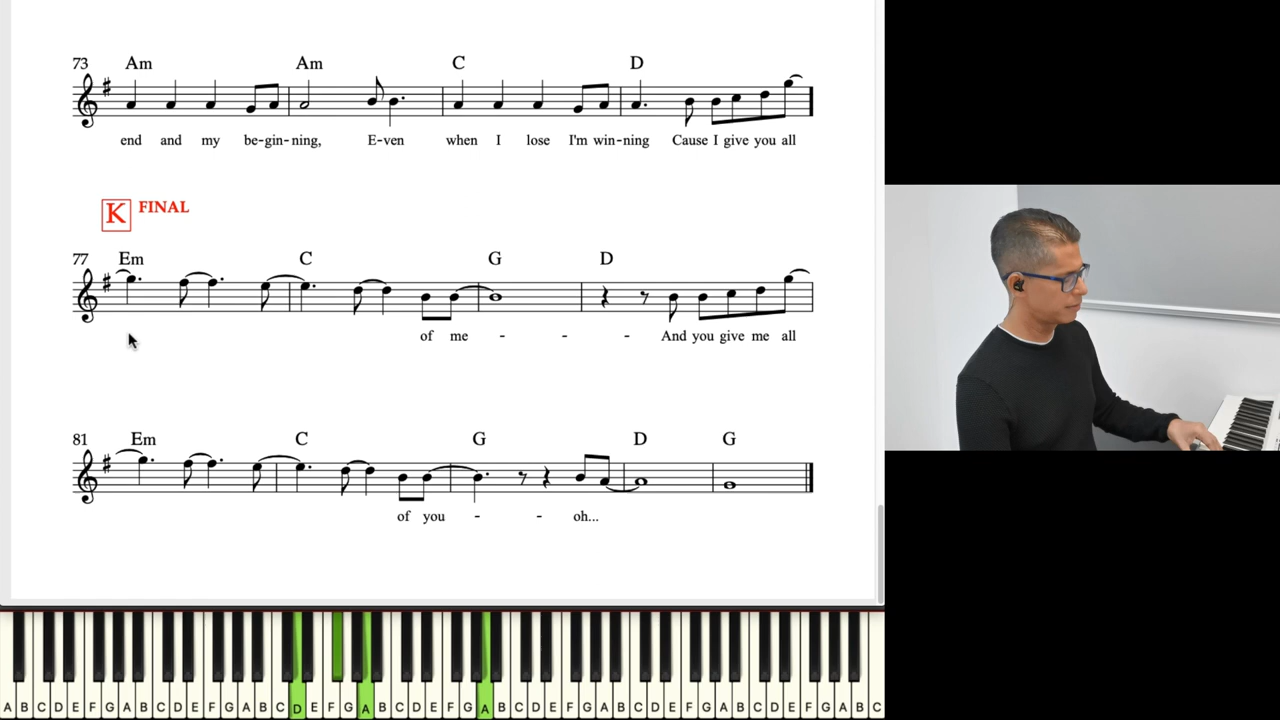 73 Am Am C D
end and my be-gin-ning, E-ven when I lose I'm win-ning Cause I give you all
K FINAL
77 Em C G D
of me - - - And you give me all
81 Em C G D G
of you - - oh...
A B C D E F G A B C D E F G A B C D E F G A B C D E F G A B C D E F G A B C D E F G A B C D E F G A B C